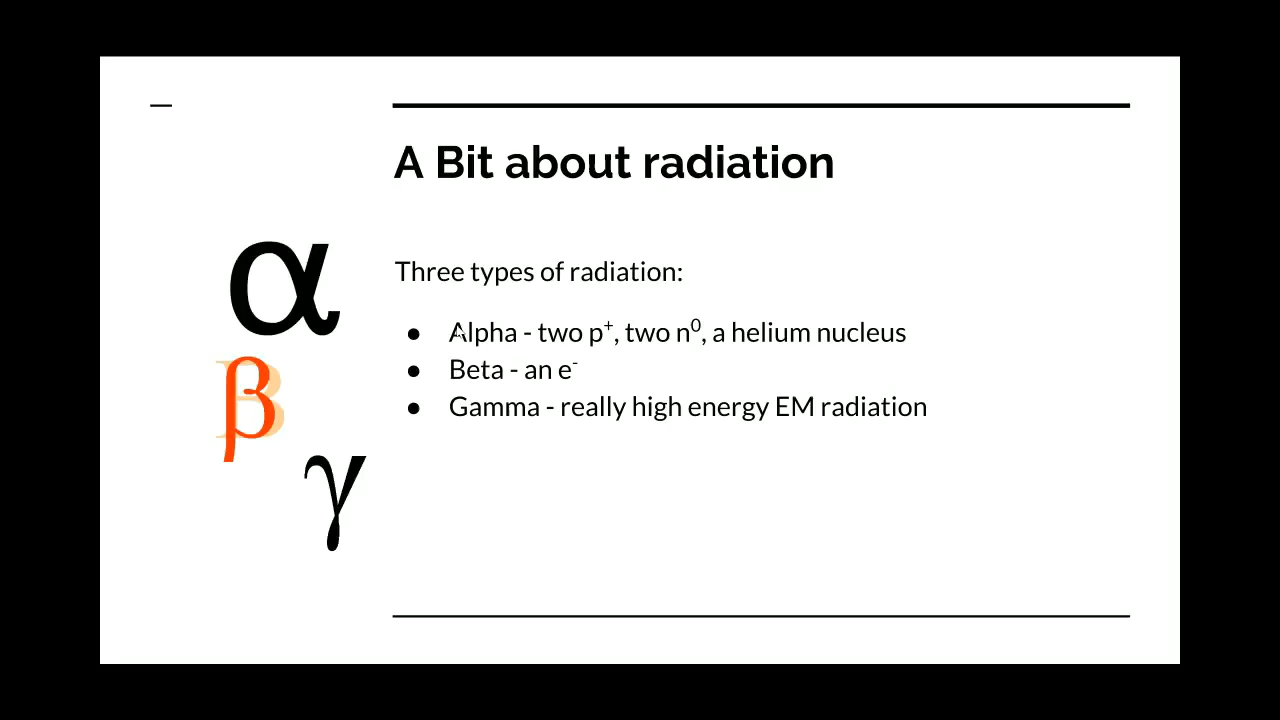 A Bit about radiation
α
Three types of radiation:
● Alpha - two p⁺, two n⁰, a helium nucleus
β
● Beta - an e⁻
● Gamma - really high energy EM radiation
γ